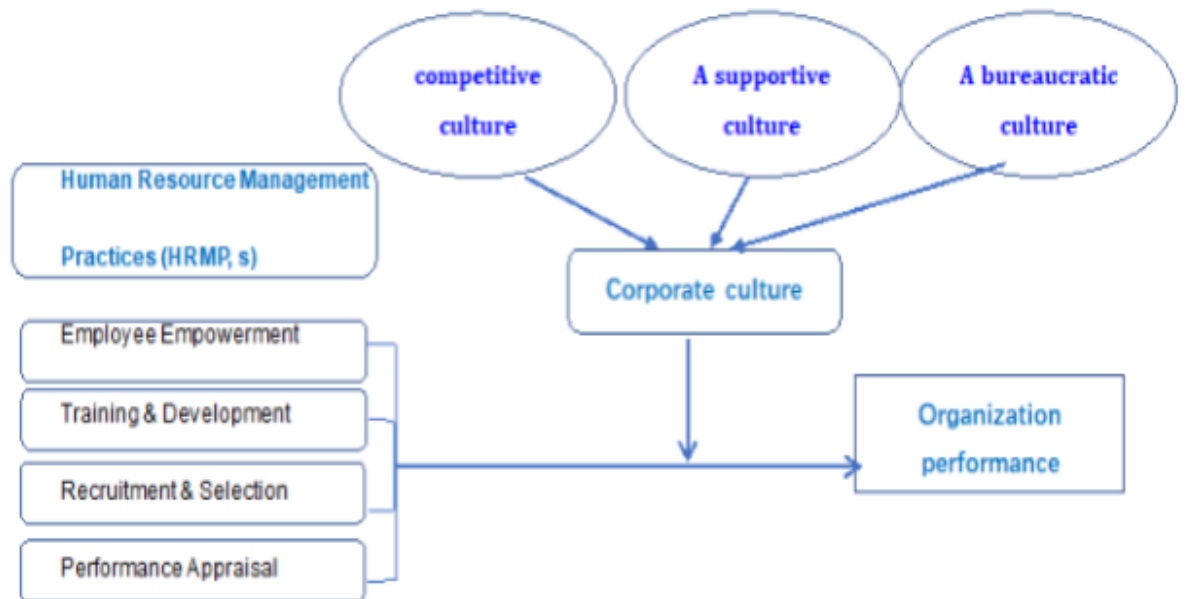 competitive
culture
A supportive
culture
A bureaucratic
culture
Human Resource Management
Practices (HRMP, s)
Corporate culture
Employee Empowerment
Training & Development
Recruitment & Selection
Performance Appraisal
Organization
performance